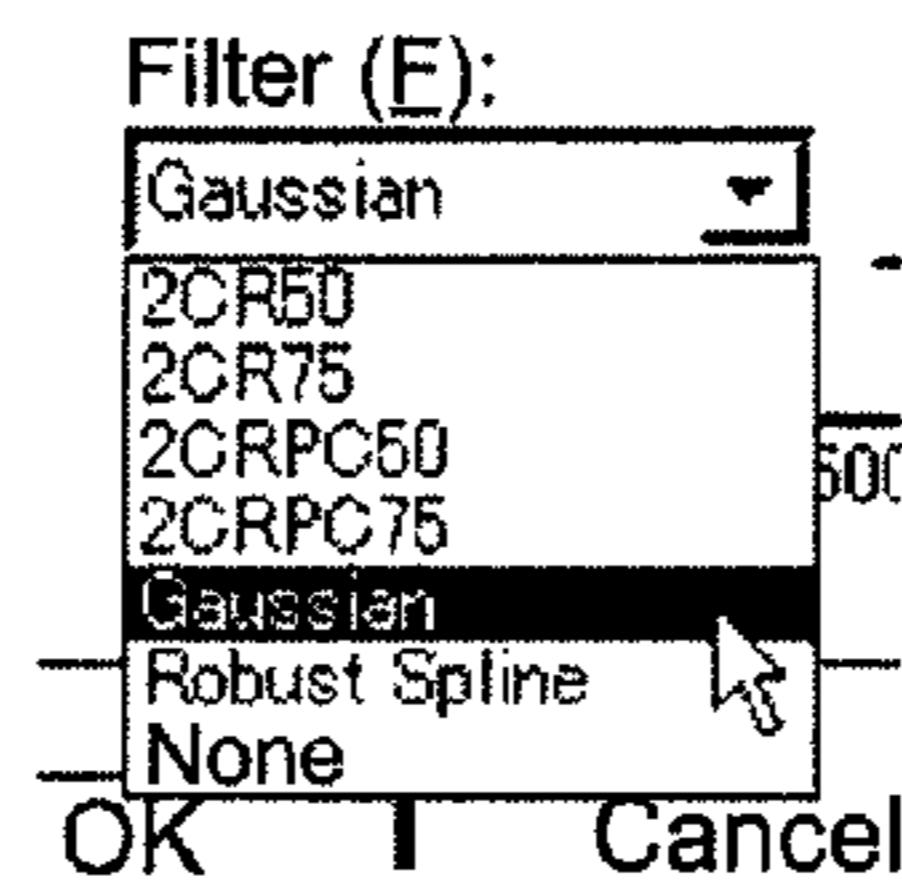 Filter (F):
Gaussian
2CR50
2CR75
2CRPC50
2CRPC75
Gaussian
Robust Spline
None
OK
Cancel